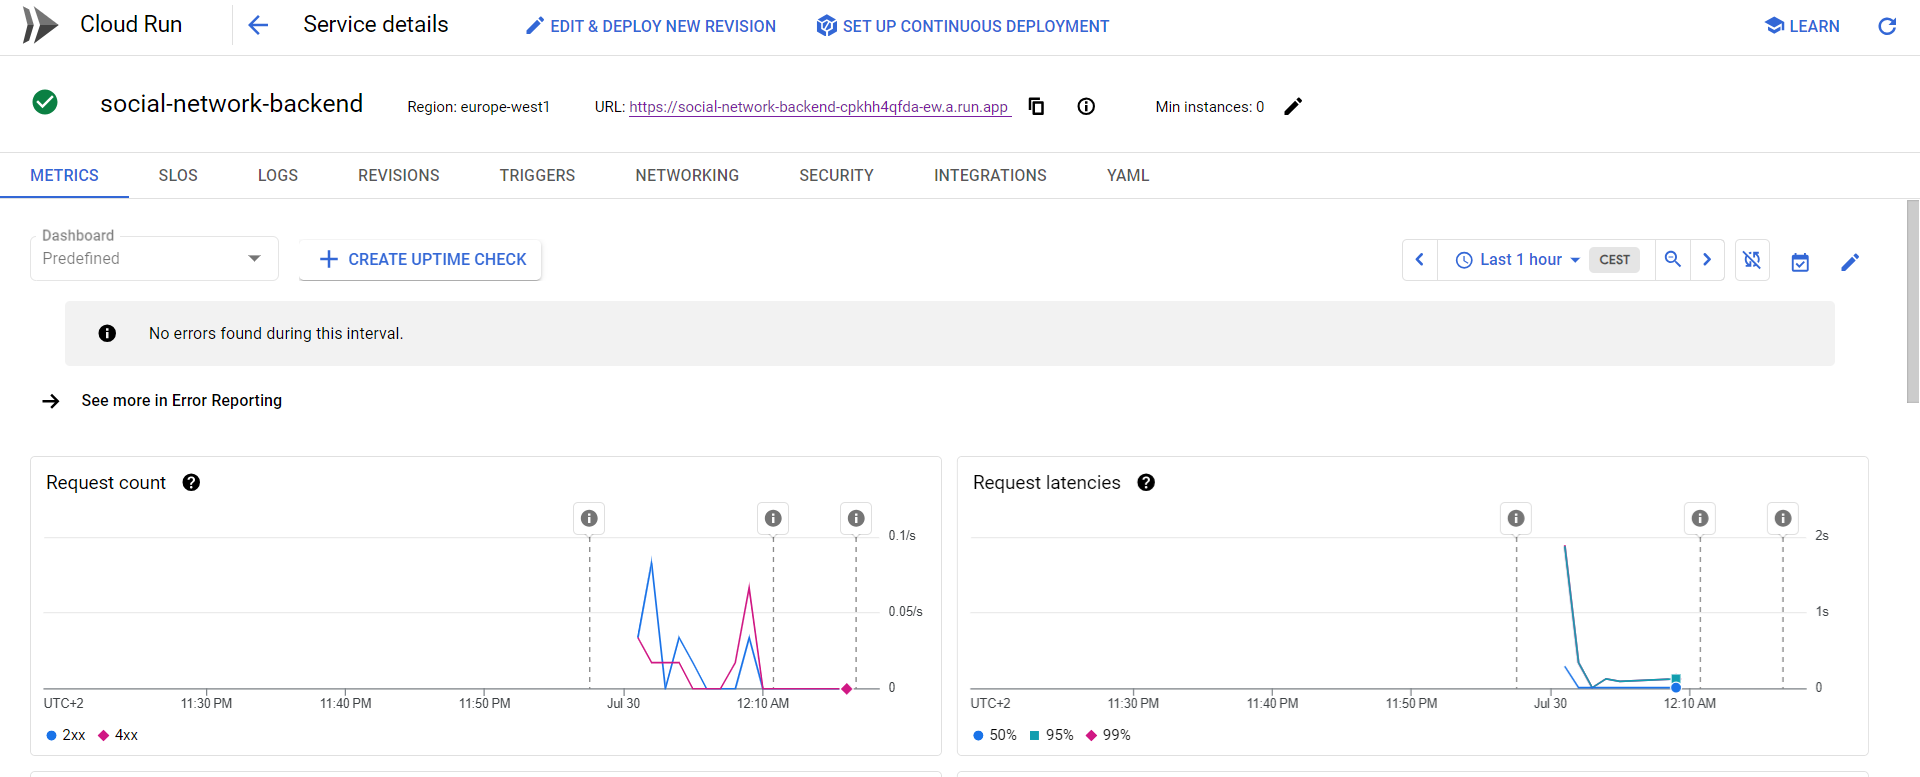 Cloud Run
Service details
EDIT & DEPLOY NEW REVISION
SET UP CONTINUOUS DEPLOYMENT
LEARN
social-network-backend
Region: europe-west1
URL: https://social-network-backend-cpkhh4qfda-ew.a.run.app
Min instances: 0
METRICS
SLOS
LOGS
REVISIONS
TRIGGERS
NETWORKING
SECURITY
INTEGRATIONS
YAML
Dashboard
Predefined
CREATE UPTIME CHECK
Last 1 hour
CEST
No errors found during this interval.
See more in Error Reporting
Request count
0.1/s
0.05/s
0
UTC+2
11:30 PM
11:40 PM
11:50 PM
Jul 30
12:10 AM
2xx
4xx
Request latencies
2s
1s
0
UTC+2
11:30 PM
11:40 PM
11:50 PM
Jul 30
12:10 AM
50%
95%
99%